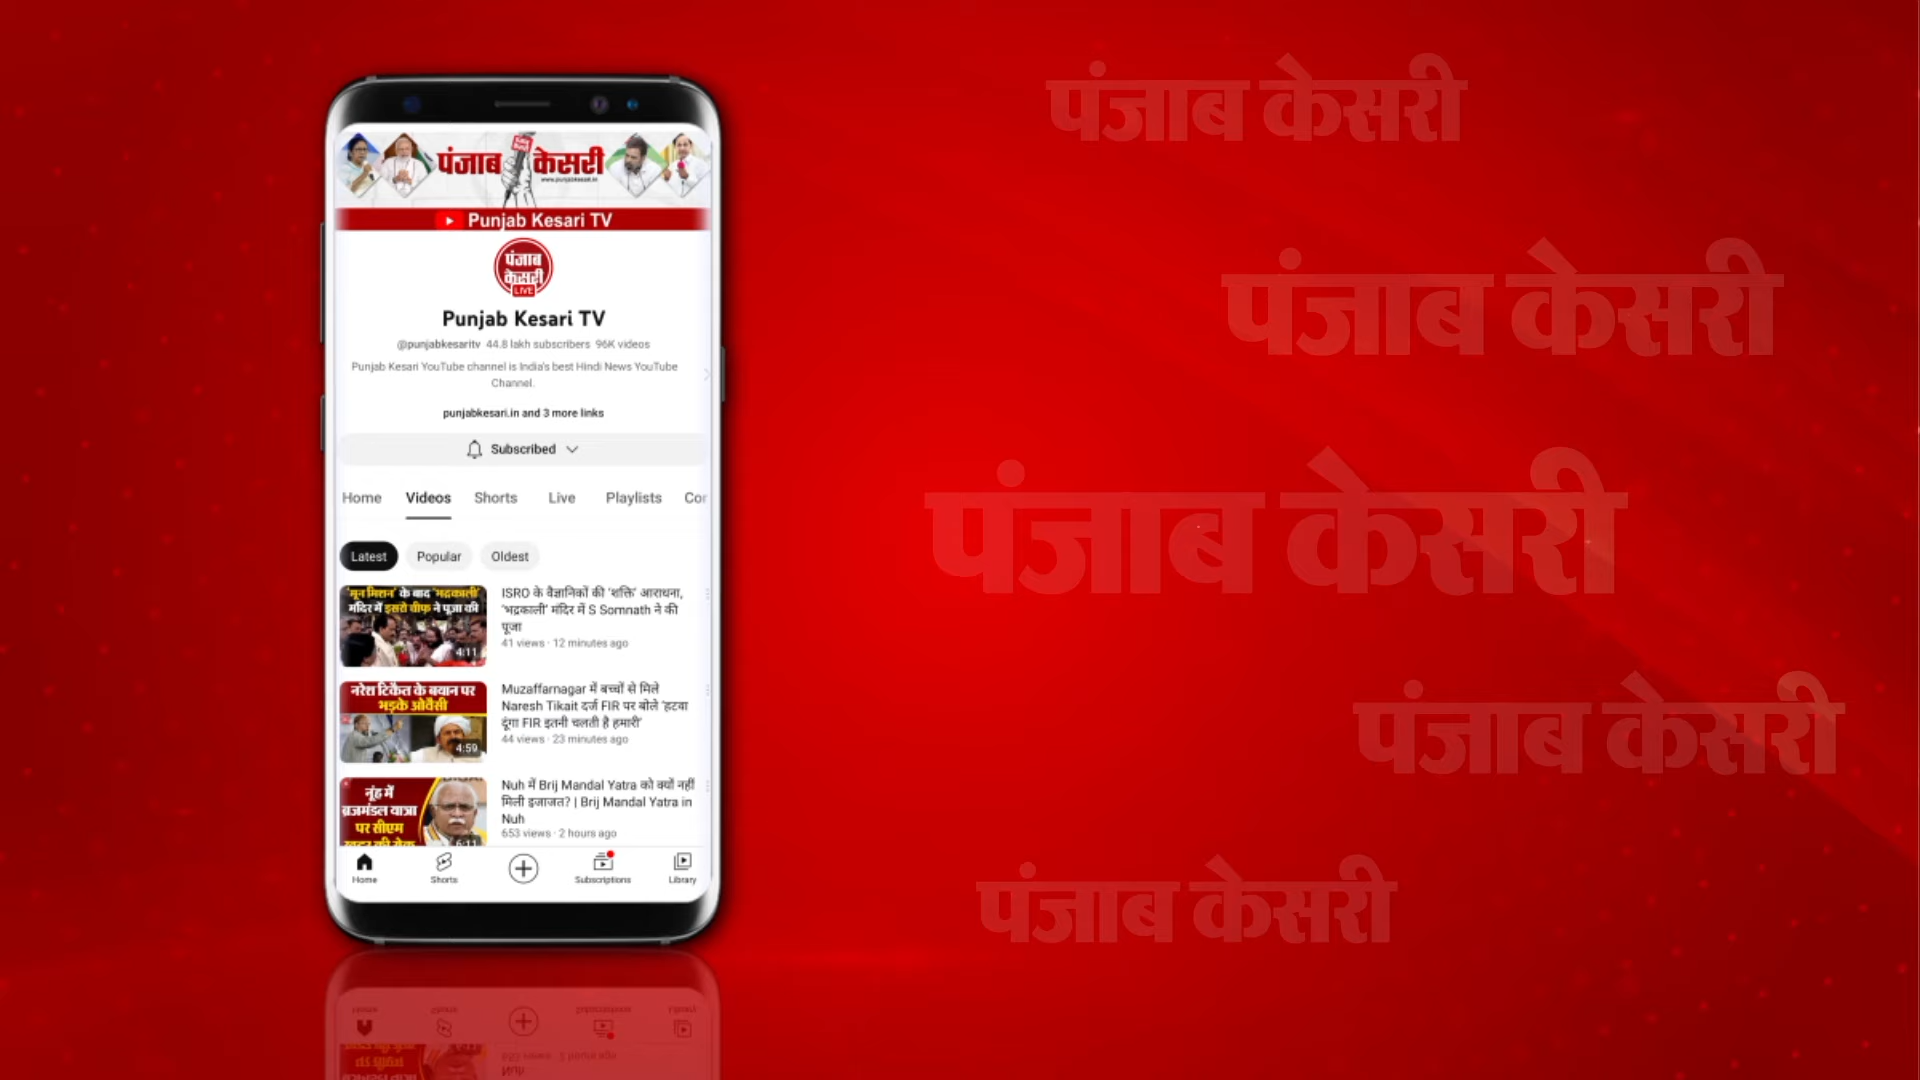 पंजाब केसरी
www.punjabkesari.in
Punjab Kesari TV
पंजाब
केसरी
LIVE
Punjab Kesari TV
@punjabkesaritv 44.8 lakh subscribers 96K videos
Punjab Kesari YouTube channel is India's best Hindi News YouTube
Channel.
punjabkesari.in and 3 more links
Subscribed
Home Videos Shorts Live Playlists Cor
Latest Popular Oldest
'मून मिशन' के बाद 'भद्रकाली'
मंदिर में इसरो चीफ ने पूजा की
4:11
ISRO के वैज्ञानिकों की 'शक्ति' आराधना,
'भद्रकाली' मंदिर में S Somnath ने की
पूजा
41 views · 12 minutes ago
नरेश टिकैत के बयान पर
भड़के ओवैसी
4:59
Muzaffarnagar में बच्चों से मिले
Naresh Tikait दर्ज FIR पर बोले 'हटवा
दूंगा FIR इतनी चलती है हमारी'
44 views · 23 minutes ago
नूंह में
ब्रजमंडल यात्रा
पर सीएम
6:11
Nuh में Brij Mandal Yatra को क्यों नहीं
मिली इजाजत? | Brij Mandal Yatra in
Nuh
653 views · 2 hours ago
Home Shorts Subscriptions Library
पंजाब केसरी
पंजाब केसरी
पंजाब केसरी
पंजाब केसरी
पंजाब केसरी